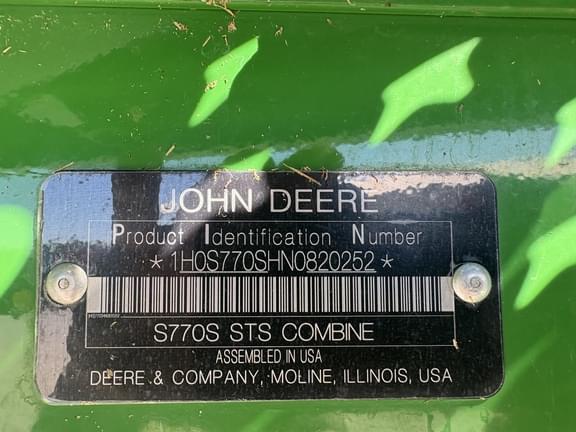 JOHN DEERE
Product Identification Number
*1H0S770SHN0820252*
S770S STS COMBINE
ASSEMBLED IN USA
DEERE & COMPANY, MOLINE, ILLINOIS, USA